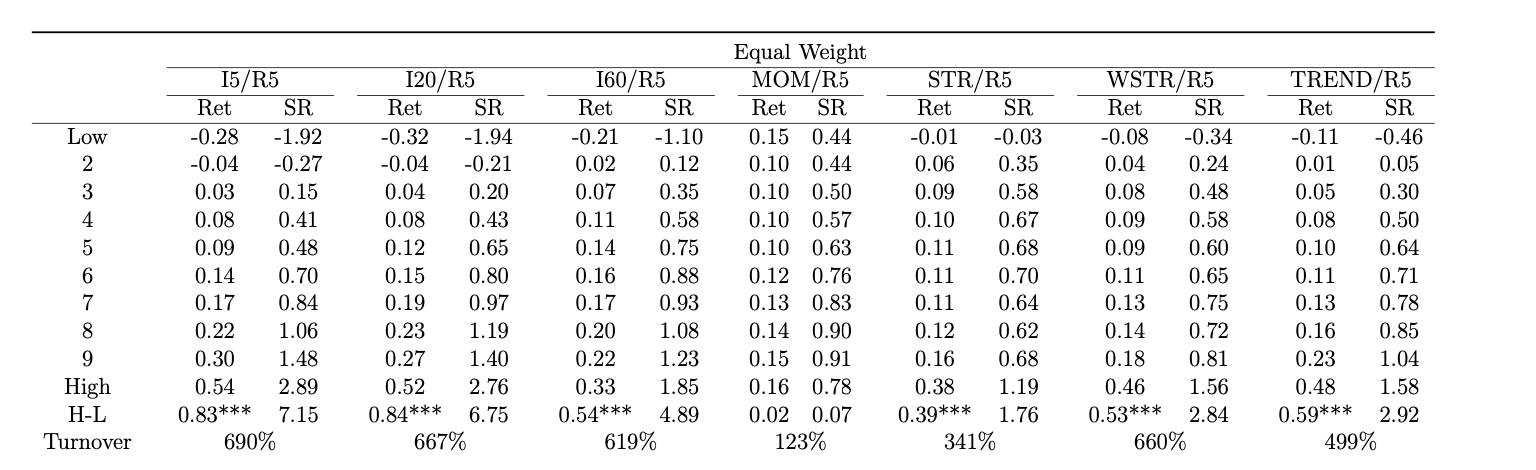 Equal Weight
I5/R5 I20/R5 I60/R5 MOM/R5 STR/R5 WSTR/R5 TREND/R5
Ret SR Ret SR Ret SR Ret SR Ret SR Ret SR Ret SR
Low -0.28 -1.92 -0.32 -1.94 -0.21 -1.10 0.15 0.44 -0.01 -0.03 -0.08 -0.34 -0.11 -0.46
2 -0.04 -0.27 -0.04 -0.21 0.02 0.12 0.10 0.44 0.06 0.35 0.04 0.24 0.01 0.05
3 0.03 0.15 0.04 0.20 0.07 0.35 0.10 0.50 0.09 0.58 0.08 0.48 0.05 0.30
4 0.08 0.41 0.08 0.43 0.11 0.58 0.10 0.57 0.10 0.67 0.09 0.58 0.08 0.50
5 0.09 0.48 0.12 0.65 0.14 0.75 0.10 0.63 0.11 0.68 0.09 0.60 0.10 0.64
6 0.14 0.70 0.15 0.80 0.16 0.88 0.12 0.76 0.11 0.70 0.11 0.65 0.11 0.71
7 0.17 0.84 0.19 0.97 0.17 0.93 0.13 0.83 0.11 0.64 0.13 0.75 0.13 0.78
8 0.22 1.06 0.23 1.19 0.20 1.08 0.14 0.90 0.12 0.62 0.14 0.72 0.16 0.85
9 0.30 1.48 0.27 1.40 0.22 1.23 0.15 0.91 0.16 0.68 0.18 0.81 0.23 1.04
High 0.54 2.89 0.52 2.76 0.33 1.85 0.16 0.78 0.38 1.19 0.46 1.56 0.48 1.58
H-L 0.83*** 7.15 0.84*** 6.75 0.54*** 4.89 0.02 0.07 0.39*** 1.76 0.53*** 2.84 0.59*** 2.92
Turnover 690% 667% 619% 123% 341% 660% 499%